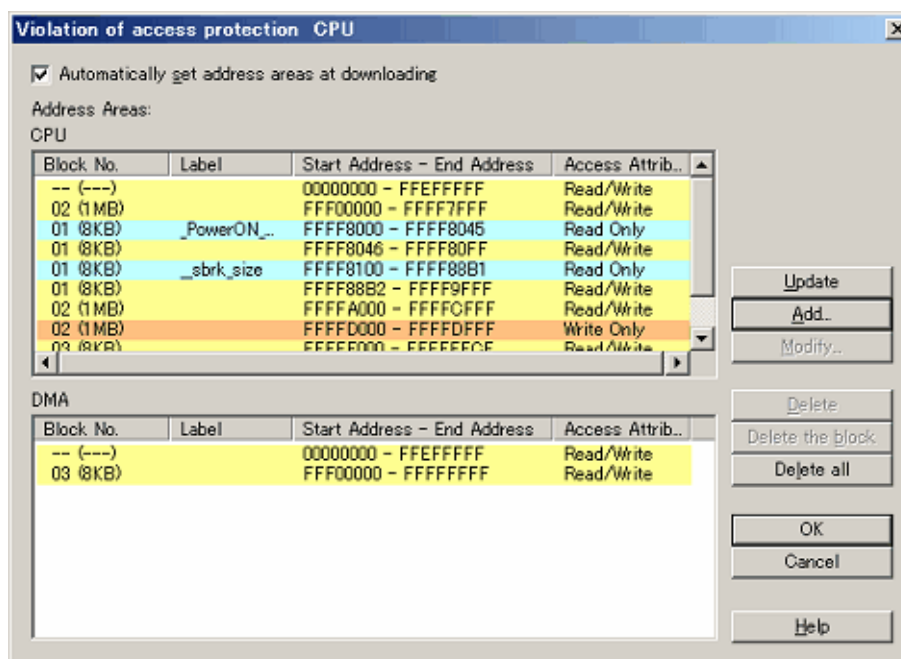 Violation of access protection CPU
Automatically set address areas at downloading
Address Areas:
CPU
Block No. Label Start Address - End Address Access Attrib...
-- (---) 00000000 - FFEFFFFF Read/Write
02 (1MB) FFF00000 - FFFF7FFF Read/Write
01 (8KB) _PowerON_... FFFF8000 - FFFF8045 Read Only
01 (8KB) FFFF8046 - FFFF80FF Read/Write
01 (8KB) __sbrk_size FFFF8100 - FFFF88B1 Read Only
01 (8KB) FFFF88B2 - FFFF9FFF Read/Write
02 (1MB) FFFFA000 - FFFFCFFF Read/Write
02 (1MB) FFFFD000 - FFFFDFFF Write Only
03 (8KB) Read/Write
Update
Add...
Modify...
DMA
Block No. Label Start Address - End Address Access Attrib...
-- (---) 00000000 - FFEFFFFF Read/Write
03 (8KB) FFF00000 - FFFFFFFF Read/Write
Delete
Delete the block
Delete all
OK
Cancel
Help